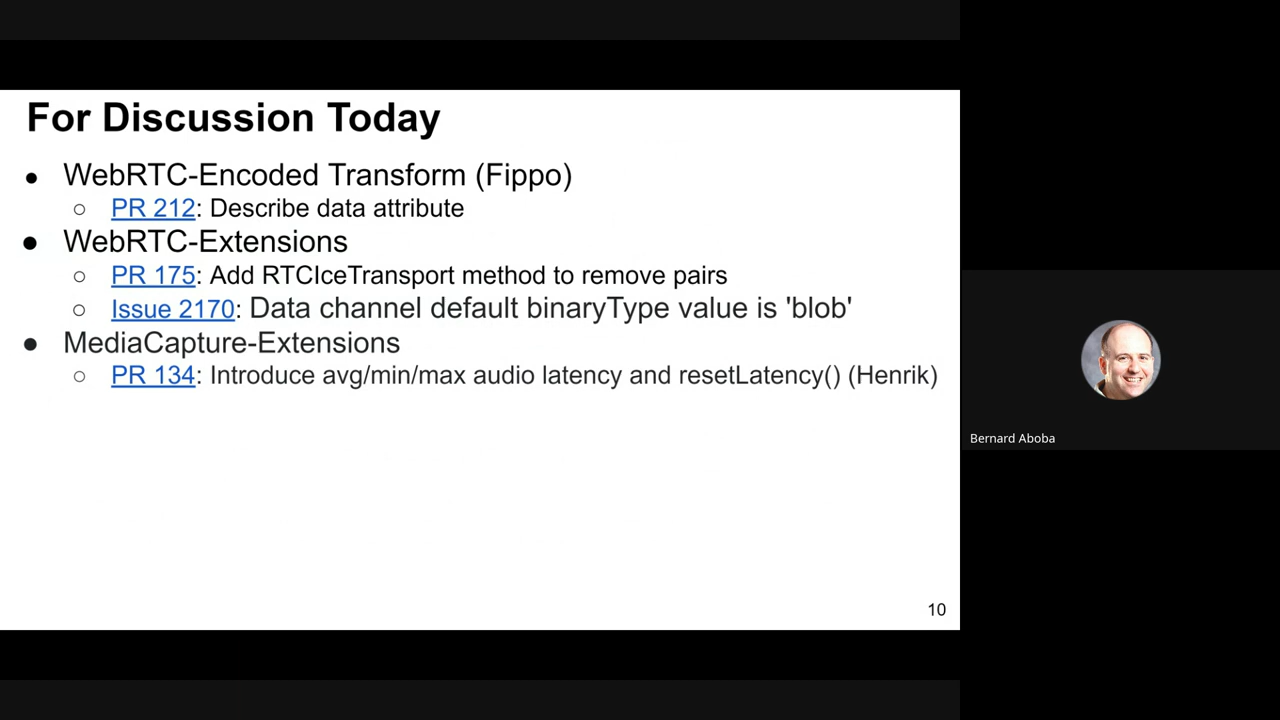 For Discussion Today
● WebRTC-Encoded Transform (Fippo)
○ PR 212: Describe data attribute
● WebRTC-Extensions
○ PR 175: Add RTCIceTransport method to remove pairs
○ Issue 2170: Data channel default binaryType value is 'blob'
● MediaCapture-Extensions
○ PR 134: Introduce avg/min/max audio latency and resetLatency() (Henrik)
10
Bernard Aboba